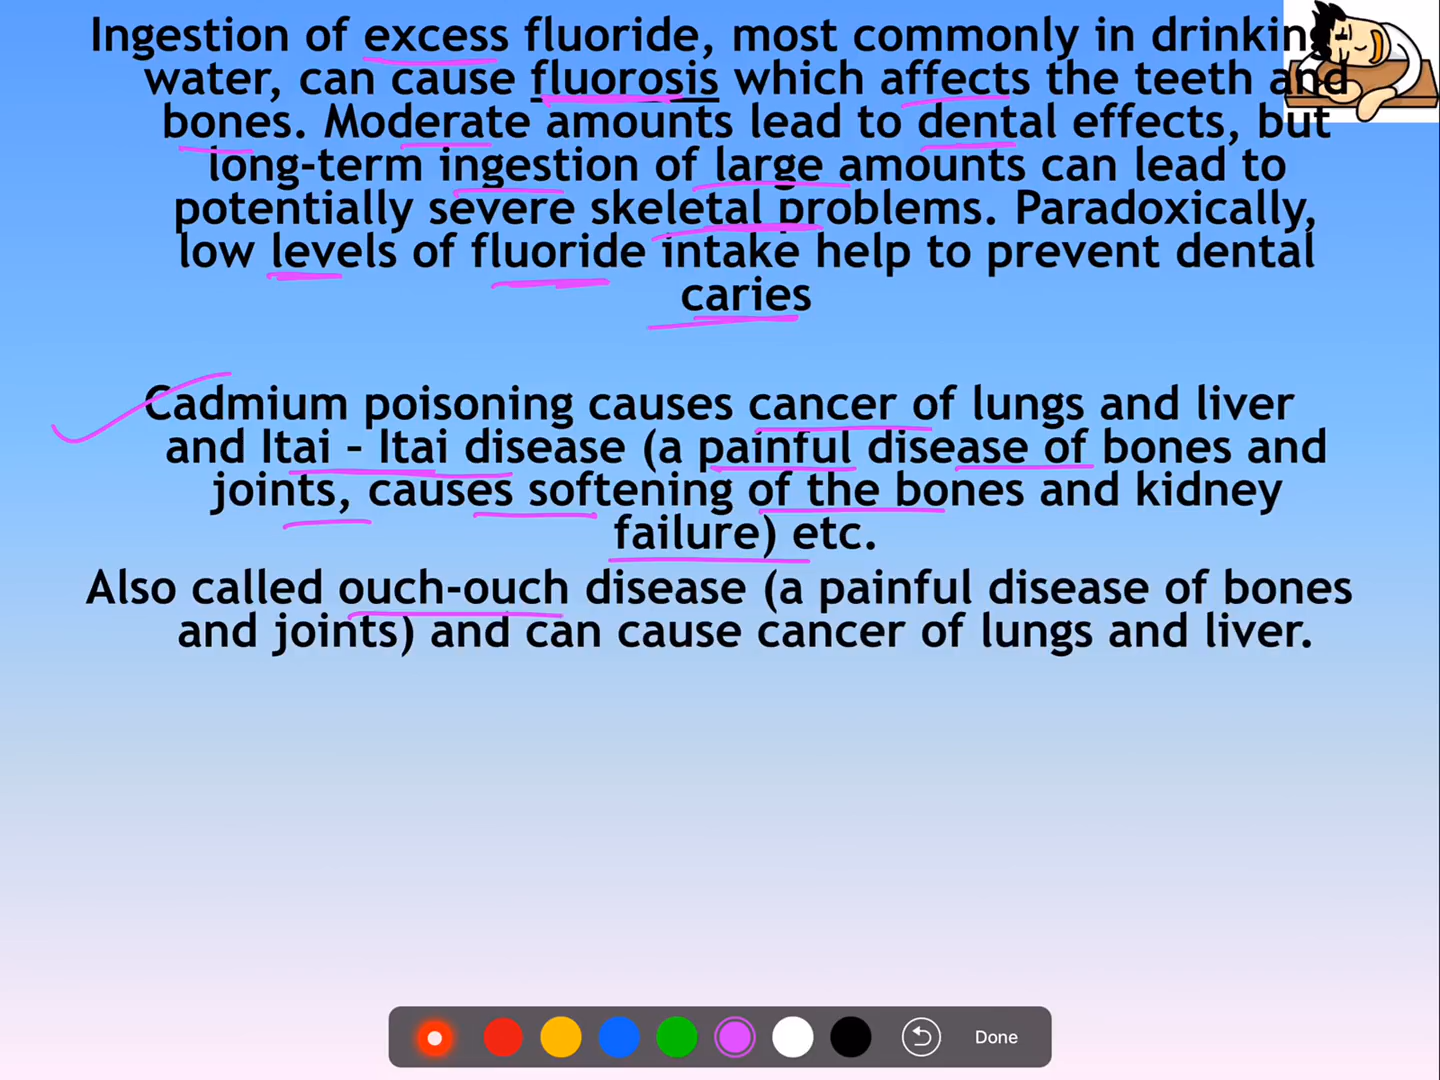 Ingestion of excess fluoride, most commonly in drinking-
water, can cause fluorosis which affects the teeth and
bones. Moderate amounts lead to dental effects, but
long-term ingestion of large amounts can lead to
potentially severe skeletal problems. Paradoxically,
low levels of fluoride intake help to prevent dental
caries
Cadmium poisoning causes cancer of lungs and liver
and Itai – Itai disease (a painful disease of bones and
joints, causes softening of the bones and kidney
failure) etc.
Also called ouch-ouch disease (a painful disease of bones
and joints) and can cause cancer of lungs and liver.
Done